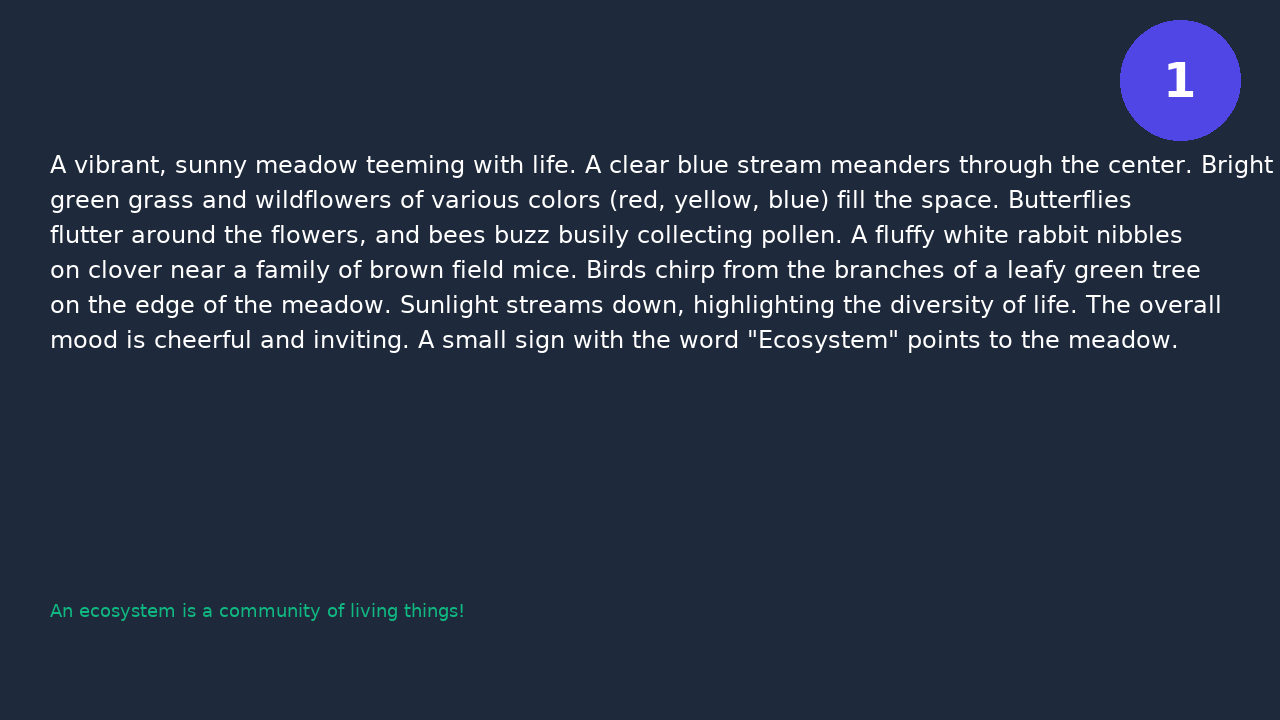 1
A vibrant, sunny meadow teeming with life. A clear blue stream meanders through the center. Bright
green grass and wildflowers of various colors (red, yellow, blue) fill the space. Butterflies
flutter around the flowers, and bees buzz busily collecting pollen. A fluffy white rabbit nibbles
on clover near a family of brown field mice. Birds chirp from the branches of a leafy green tree
on the edge of the meadow. Sunlight streams down, highlighting the diversity of life. The overall
mood is cheerful and inviting. A small sign with the word "Ecosystem" points to the meadow.
An ecosystem is a community of living things!